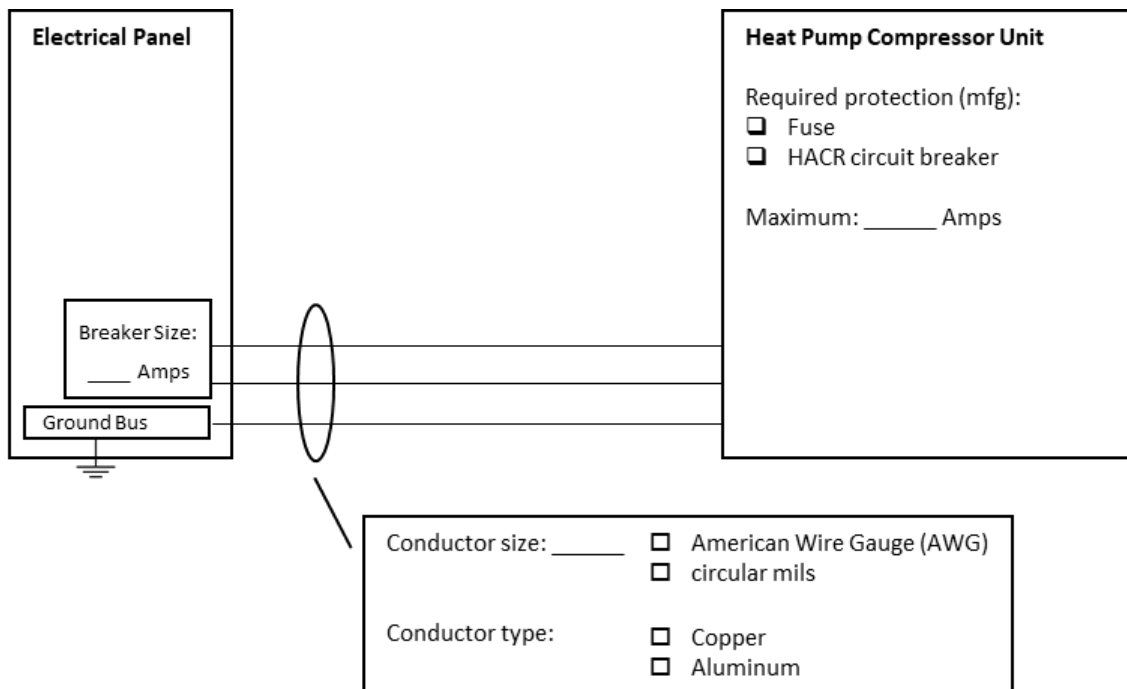 Electrical Panel
Breaker Size:
____ Amps
Ground Bus
Heat Pump Compressor Unit
Required protection (mfg):
❑ Fuse
❑ HACR circuit breaker
Maximum: ______ Amps
Conductor size: ______ ☐ American Wire Gauge (AWG)
☐ circular mils
Conductor type: ☐ Copper
☐ Aluminum